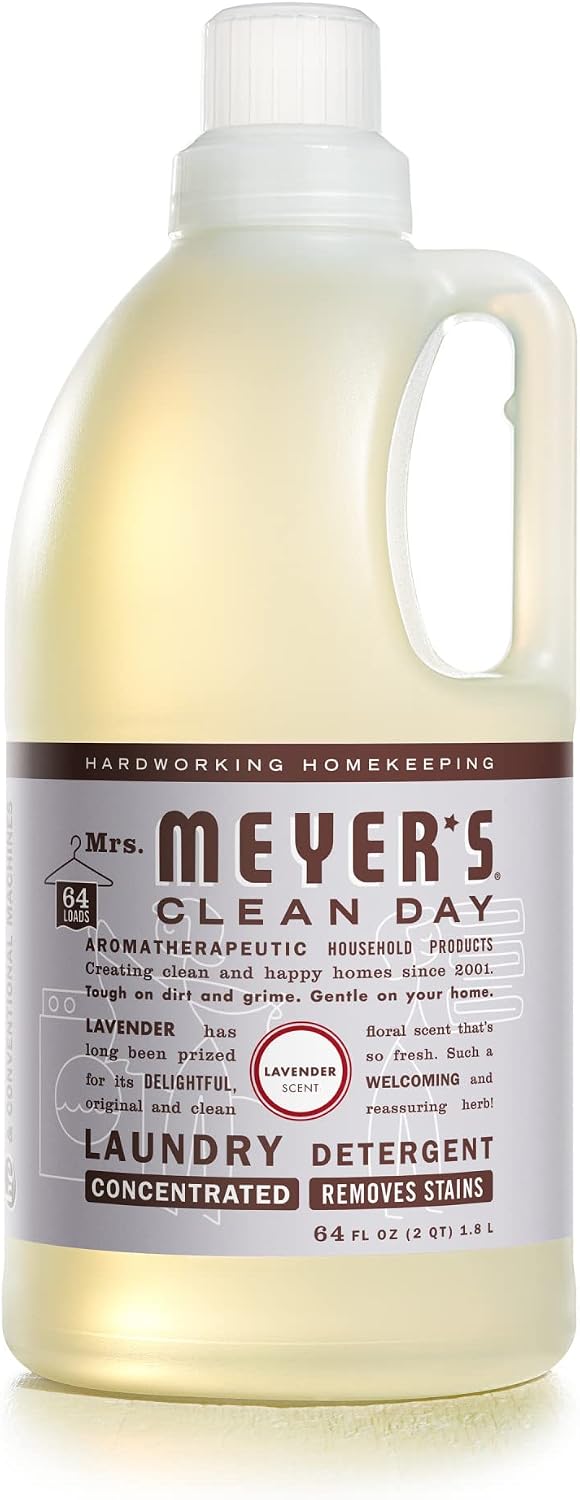 HARDWORKING HOMEKEEPING
Mrs. MEYER'S®
CLEAN DAY
64
LOADS
AROMATHERAPEUTIC HOUSEHOLD PRODUCTS
Creating clean and happy homes since 2001.
Tough on dirt and grime. Gentle on your home.
LAVENDER has
long been prized
for its DELIGHTFUL,
original and clean
LAVENDER
SCENT
floral scent that's
so fresh. Such a
WELCOMING and
reassuring herb!
LAUNDRY DETERGENT
CONCENTRATED REMOVES STAINS
64 FL OZ (2 QT) 1.8 L
& CONVENTIONAL MACHINES